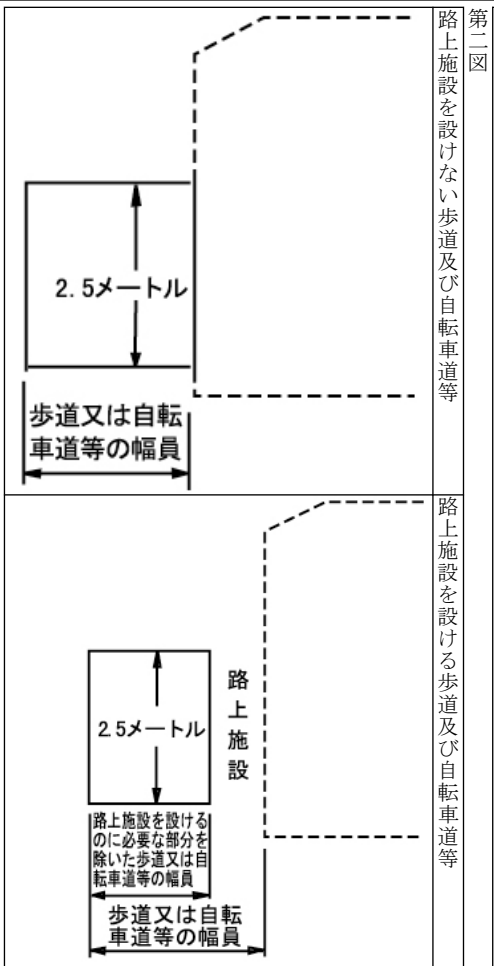 第二図
路上施設を設けない歩道及び自転車道等
2.5メートル
歩道又は自転
車道等の幅員
路上施設を設ける歩道及び自転車道等
2.5メートル
路上施設
路上施設を設ける
のに必要な部分を
除いた歩道又は自
転車道等の幅員
歩道又は自転
車道等の幅員